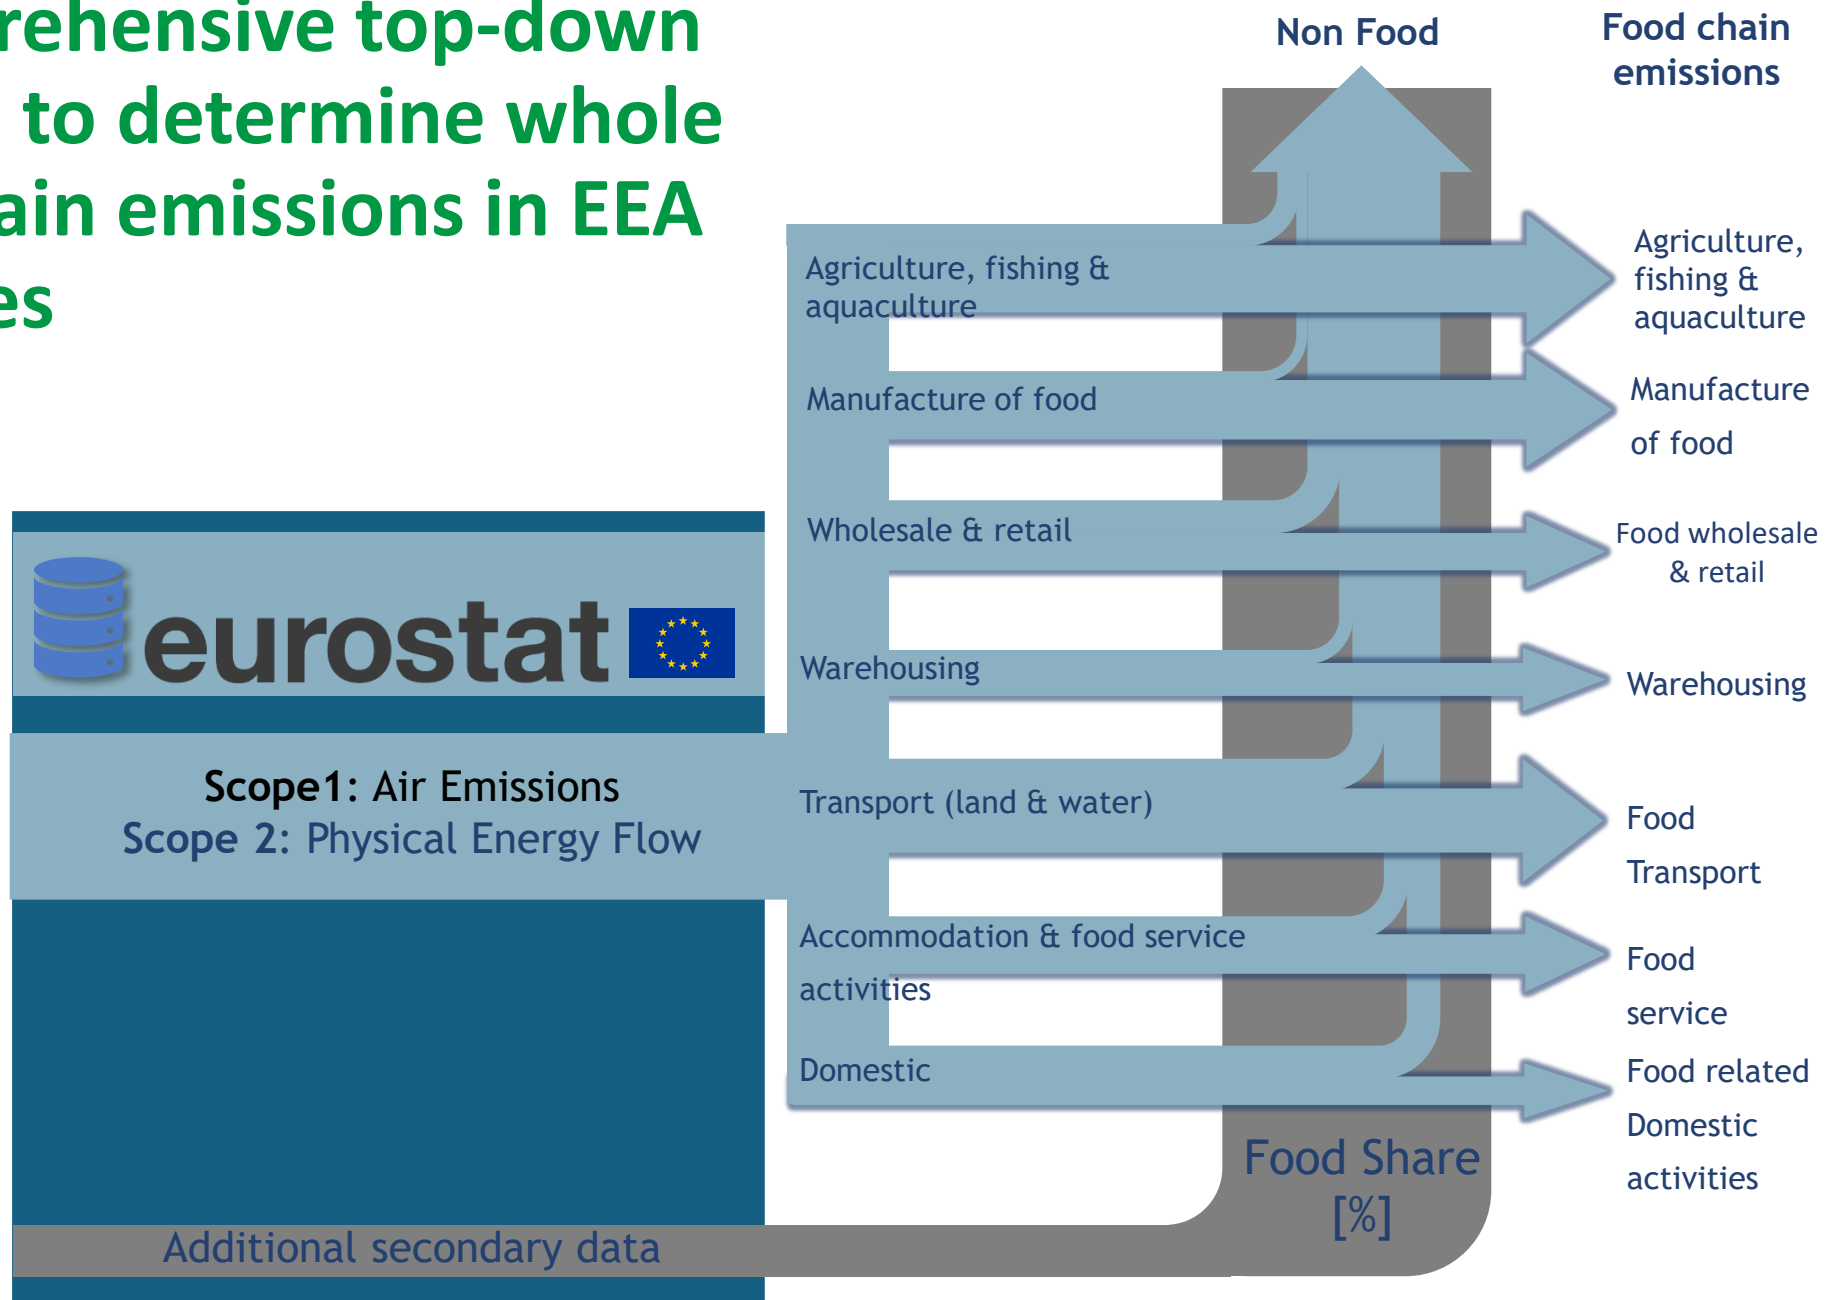 rehensive top-down
to determine whole
ain emissions in EEA
es
Non Food
Food chain
emissions
Agriculture, fishing &
aquaculture
Agriculture,
fishing &
aquaculture
Manufacture of food
Manufacture
of food
Wholesale & retail
Food wholesale
& retail
eurostat
Warehousing
Warehousing
Scope1: Air Emissions
Scope 2: Physical Energy Flow
Transport (land & water)
Food
Transport
Accommodation & food service
activities
Food
service
Domestic
Food related
Domestic
activities
Food Share
[%]
Additional secondary data